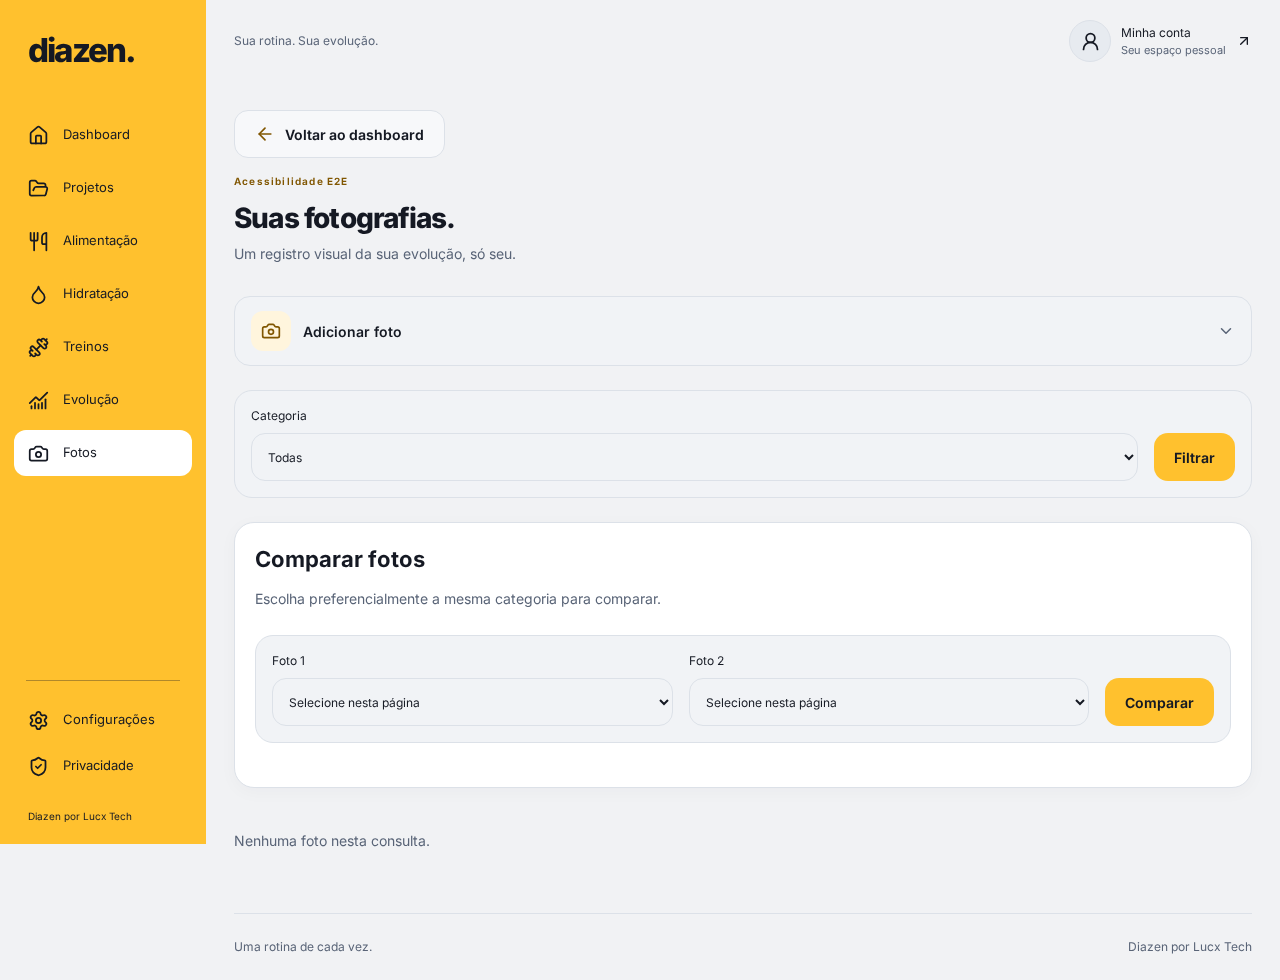 diazen.
Dashboard
Projetos
Alimentação
Hidratação
Treinos
Evolução
Fotos
Configurações
Privacidade
Diazen por Lucx Tech
Sua rotina. Sua evolução.
Minha conta
Seu espaço pessoal
Voltar ao dashboard
Acessibilidade E2E
Suas fotografias.
Um registro visual da sua evolução, só seu.
Adicionar foto
Categoria
Todas
Filtrar
Comparar fotos
Escolha preferencialmente a mesma categoria para comparar.
Foto 1
Foto 2
Selecione nesta página
Selecione nesta página
Comparar
Nenhuma foto nesta consulta.
Uma rotina de cada vez.
Diazen por Lucx Tech